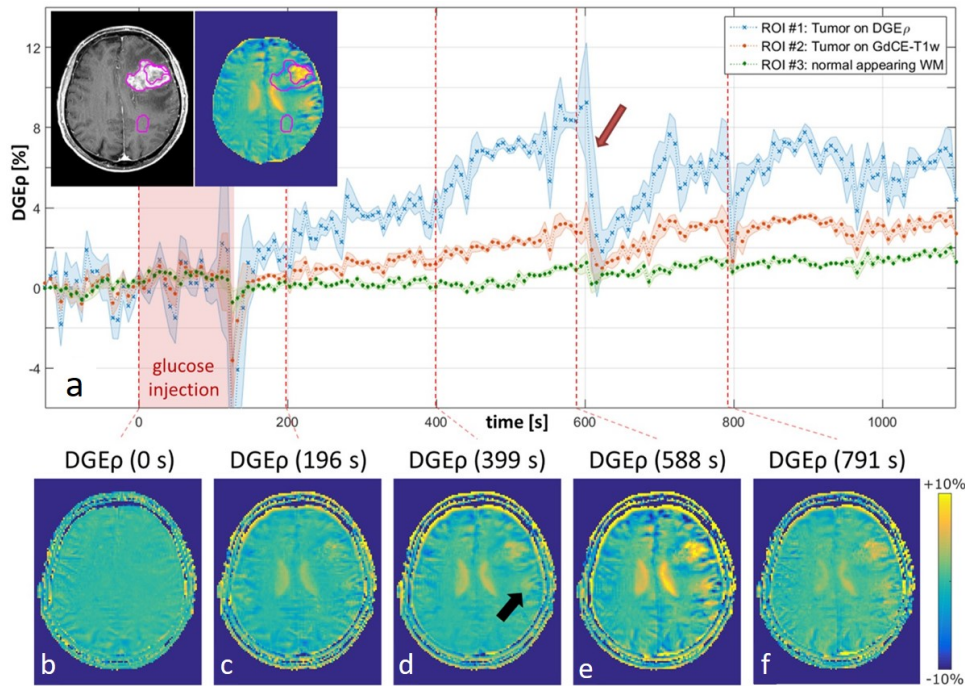 ROI #1: Tumor on DGEρ
ROI #2: Tumor on GdCE-T1w
ROI #3: normal appearing WM
DGEρ [%]
12
8
4
0
-4
glucose
injection
a
0
200
400
600
800
1000
time [s]
DGEρ (0 s)
DGEρ (196 s)
DGEρ (399 s)
DGEρ (588 s)
DGEρ (791 s)
+10%
-10%
b
c
d
e
f